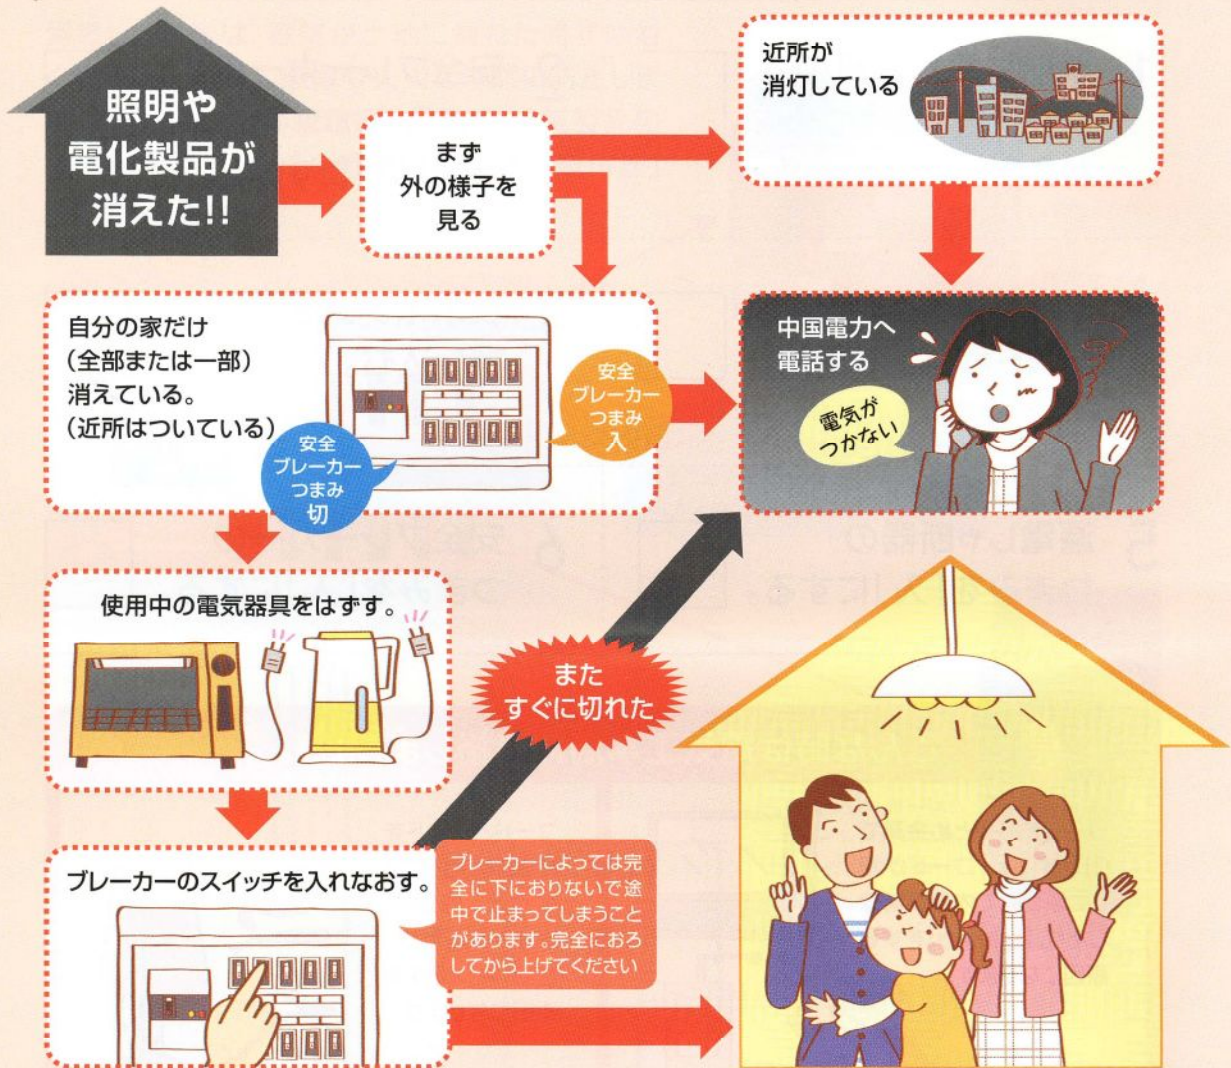 照明や
電化製品が
消えた!!
まず
外の様子を
見る
近所が
消灯している
自分の家だけ
（全部または一部）
消えている。
（近所はついている）
安全
ブレーカー
つまみ
切
安全
ブレーカー
つまみ
入
中国電力へ
電話する
電気が
つかない
使用中の電気器具をはずす。
また
すぐに切れた
ブレーカーのスイッチを入れなおす。
ブレーカーによっては完
全に下におりないで途
中で止まってしまうこと
があります。完全におろ
してから上げてください